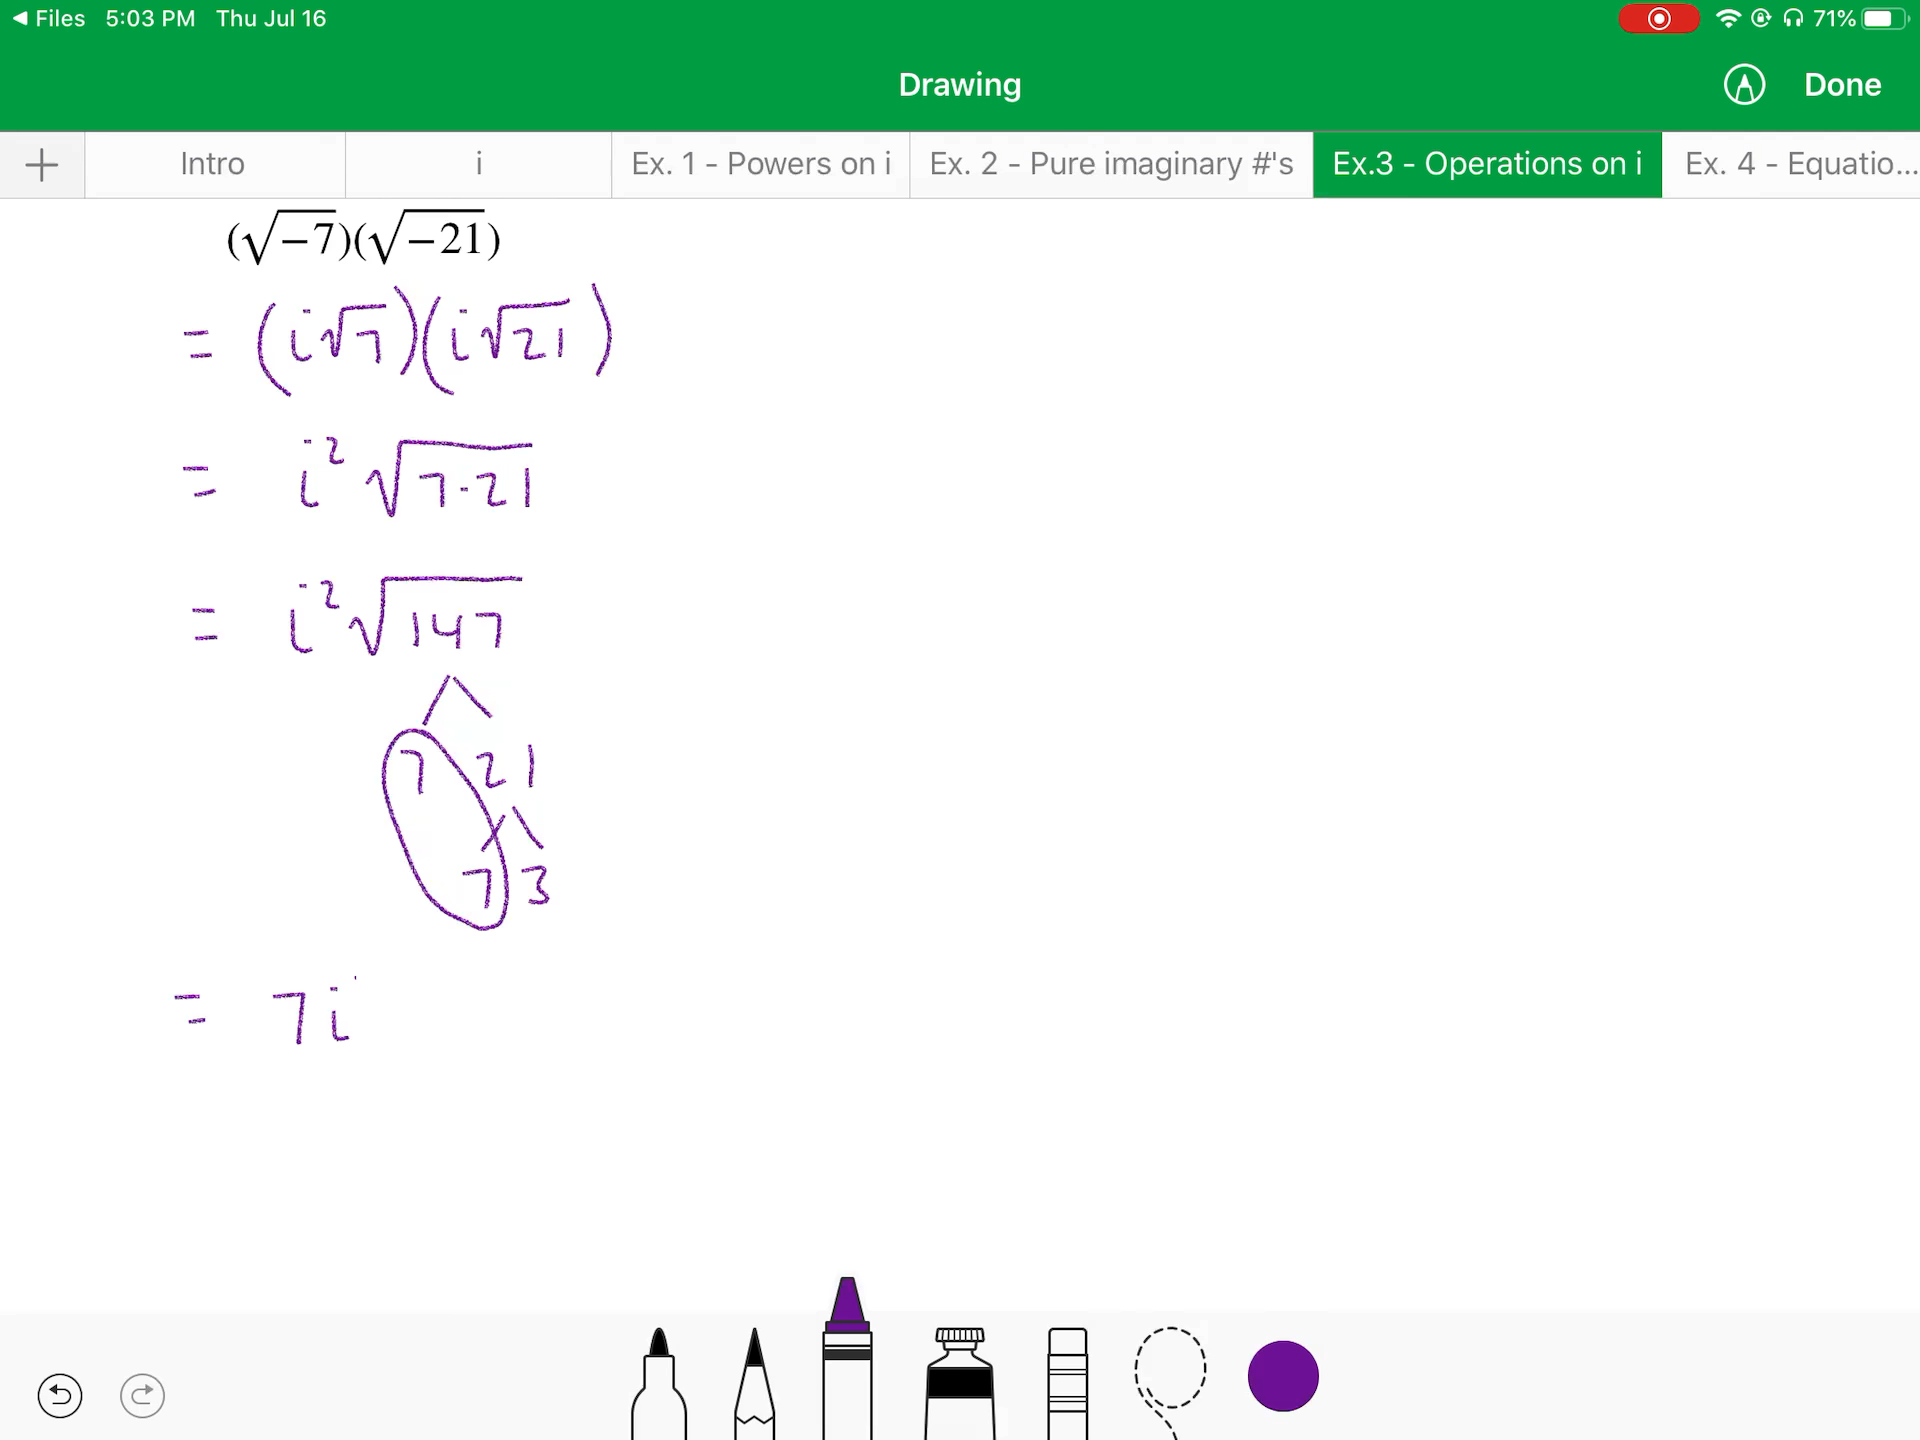 Files 5:03 PM Thu Jul 16 71%
Drawing Done
Intro i Ex. 1 - Powers on i Ex. 2 - Pure imaginary #'s Ex.3 - Operations on i Ex. 4 - Equatio...
(√-7)(√-21)
= (i√7)(i√21)
= i² √7·21
= i² √147
7 21
7 3
= 7i